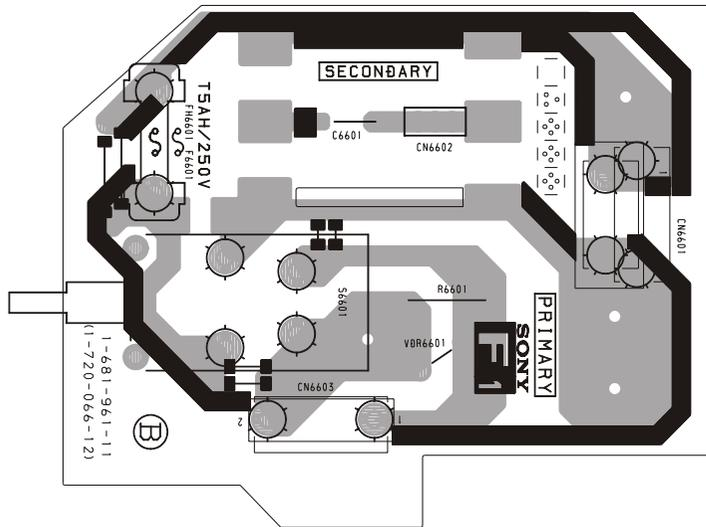 SECONDARY
T5AH/250V
FH6601 F6601
C6601
CN6602
1
CN6601
S6601
R6601
VDR6601
F1
SONY
PRIMARY
CN6603
2
1
1-681-961-11
(1-720-066-12)
B